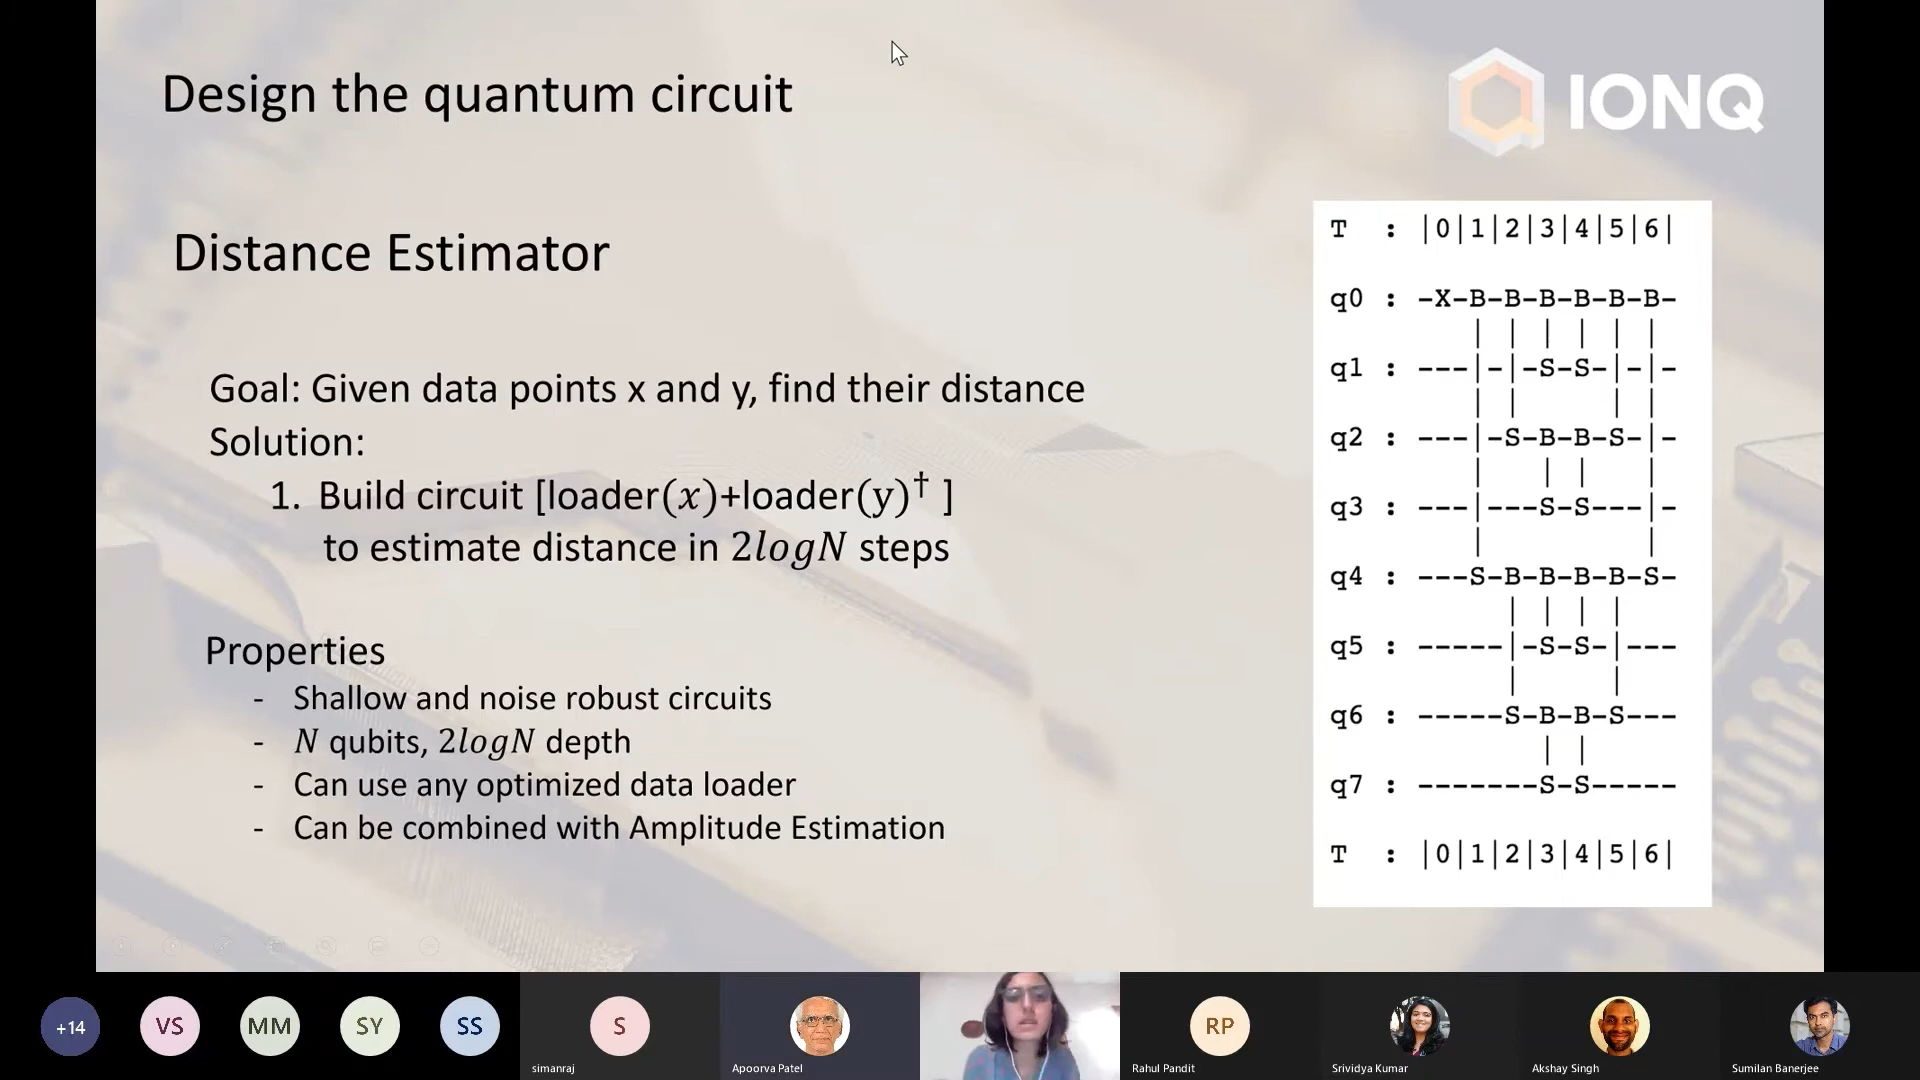 Design the quantum circuit
IONQ
Distance Estimator
Goal: Given data points x and y, find their distance
Solution:
1. Build circuit [loader(x)+loader(y)† ]
to estimate distance in 2logN steps
Properties
- Shallow and noise robust circuits
- N qubits, 2logN depth
- Can use any optimized data loader
- Can be combined with Amplitude Estimation
T : |0|1|2|3|4|5|6|
q0 : -X-B-B-B-B-B-B-
| | | | | |
q1 : ---|-|-S-S-|-|-
| | | |
q2 : ---|-S-B-B-S-|-
| | | |
q3 : ---|---S-S---|-
| |
q4 : ---S-B-B-B-B-S-
| | | |
q5 : -----|-S-S-|---
| |
q6 : -----S-B-B-S---
| |
q7 : -------S-S-----
T : |0|1|2|3|4|5|6|
+14
VS
MM
SY
SS
S
simanraj
Apoorva Patel
RP
Rahul Pandit
Srividya Kumar
Akshay Singh
Sumilan Banerjee